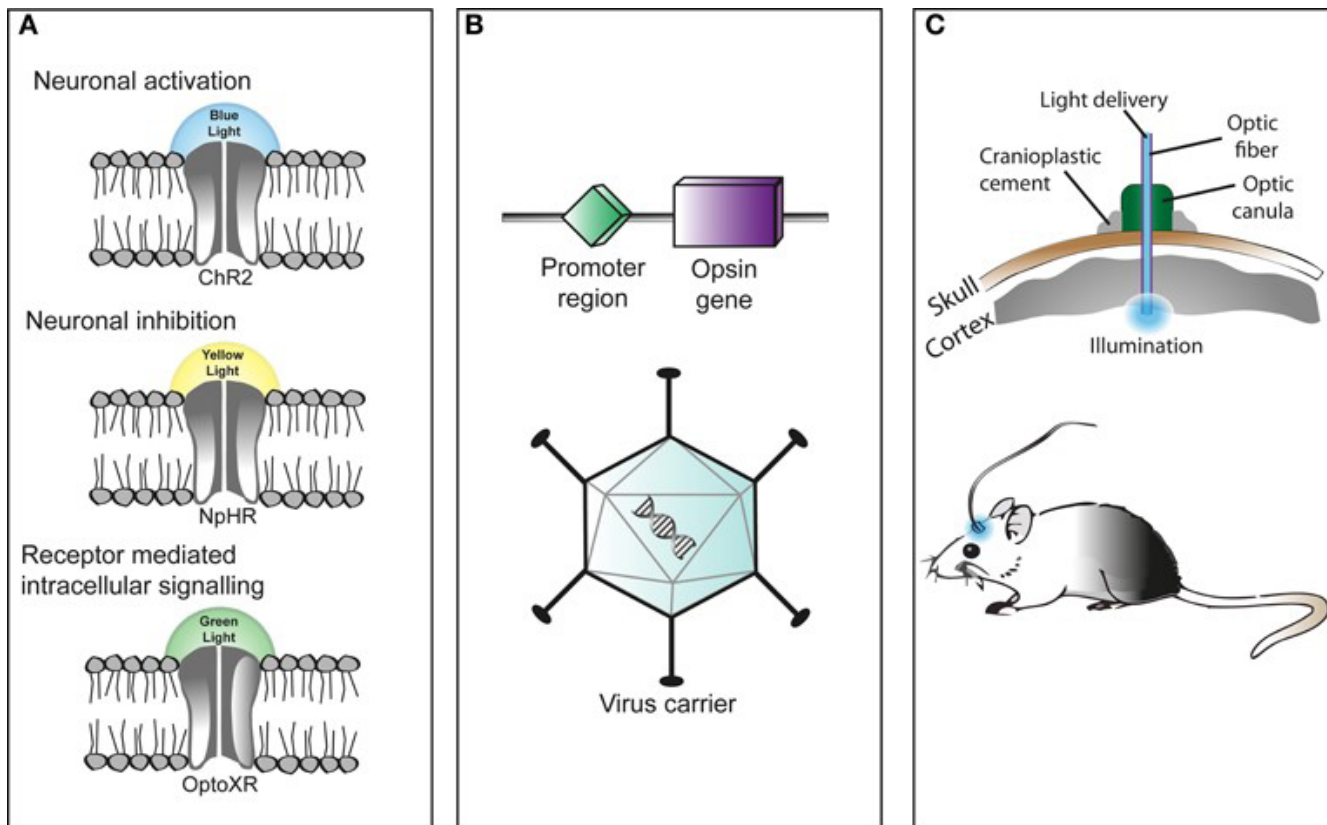 A
Neuronal activation
Blue
Light
ChR2
Neuronal inhibition
Yellow
Light
NpHR
Receptor mediated
intracellular signalling
Green
Light
OptoXR
B
Promoter
region
Opsin
gene
Virus carrier
C
Light delivery
Optic
fiber
Cranioplastic
cement
Optic
canula
Skull
Cortex
Illumination